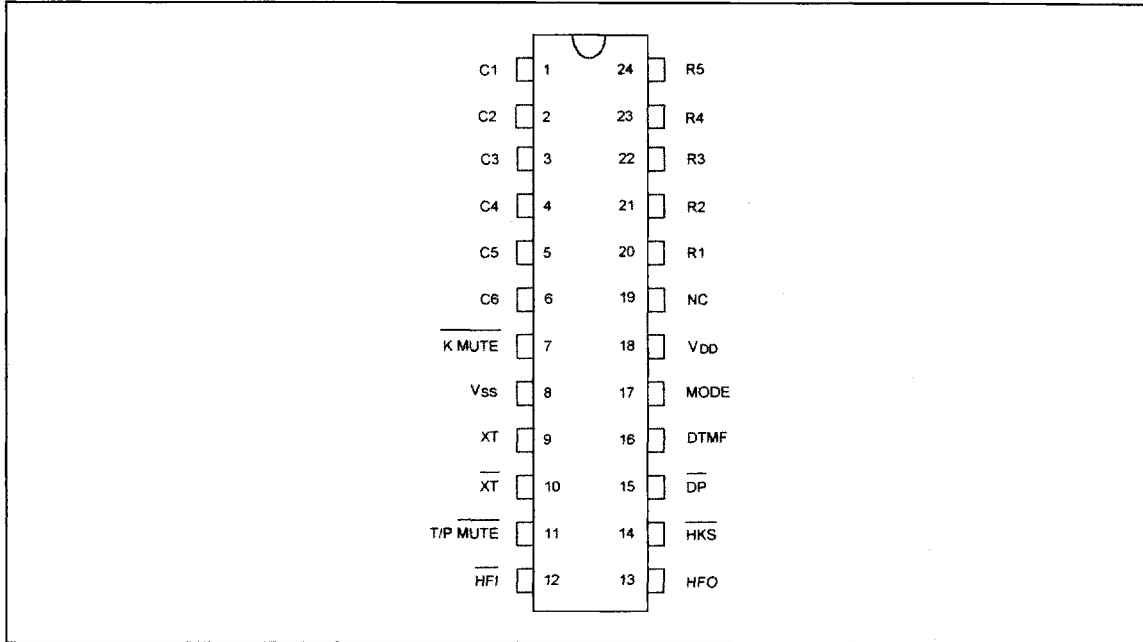 C1 1 24 R5
C2 2 23 R4
C3 3 22 R3
C4 4 21 R2
C5 5 20 R1
C6 6 19 NC
K MUTE 7 18 VDD
VSS 8 17 MODE
XT 9 16 DTMF
XT 10 15 DP
T/P MUTE 11 14 HKS
HFI 12 13 HFO